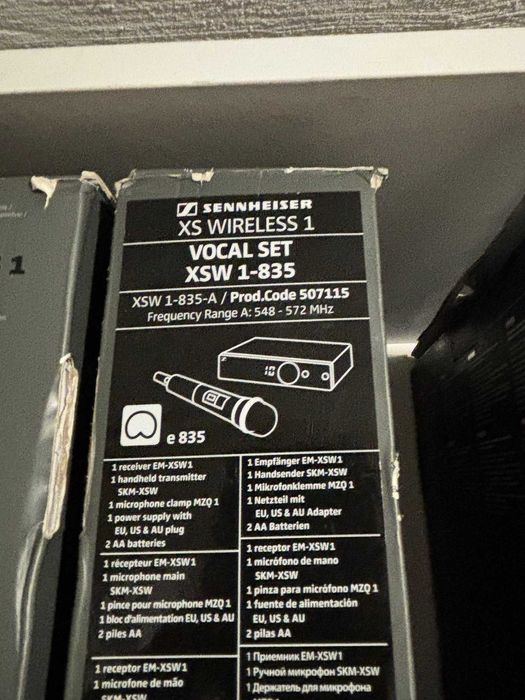 1
SENNHEISER
XS WIRELESS 1
VOCAL SET
XSW 1-835
XSW 1-835-A / Prod.Code 507115
Frequency Range A: 548 - 572 MHz
10
e 835
1 receiver EM-XSW1
1 handheld transmitter
SKM-XSW
1 microphone clamp MZQ 1
1 power supply with
EU, US & AU plug
2 AA batteries
1 Empfänger EM-XSW1
1 Handsender SKM-XSW
1 Mikrofonklemme MZQ 1
1 Netzteil mit
EU, US & AU Adapter
2 AA Batterien
1 récepteur EM-XSW1
1 microphone main
SKM-XSW
1 pince pour microphone MZQ 1
1 bloc d'alimentation EU, US & AU
2 piles AA
1 receptor EM-XSW1
1 micrófono de mano
SKM-XSW
1 pinza para micrófono MZQ 1
1 fuente de alimentación
EU, US & AU
2 pilas AA
1 receptor EM-XSW1
1 microfone de mão
SKM-XSW
1 Приемник EM-XSW1
1 Ручной микрофон SKM-XSW
1 Держатель для микрофона